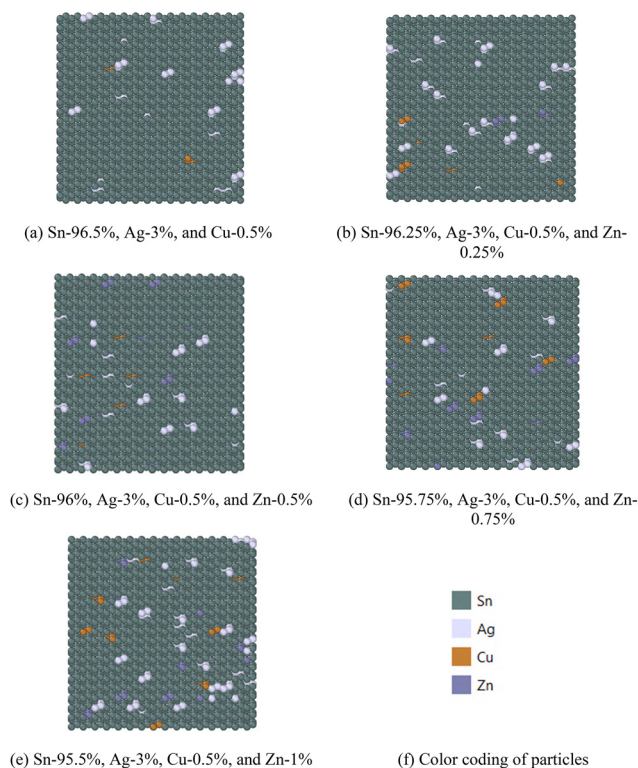 (a) Sn-96.5%, Ag-3%, and Cu-0.5%
(b) Sn-96.25%, Ag-3%, Cu-0.5%, and Zn-
0.25%
(c) Sn-96%, Ag-3%, Cu-0.5%, and Zn-0.5%
(d) Sn-95.75%, Ag-3%, Cu-0.5%, and Zn-
0.75%
Sn
Ag
Cu
Zn
(e) Sn-95.5%, Ag-3%, Cu-0.5%, and Zn-1%
(f) Color coding of particles